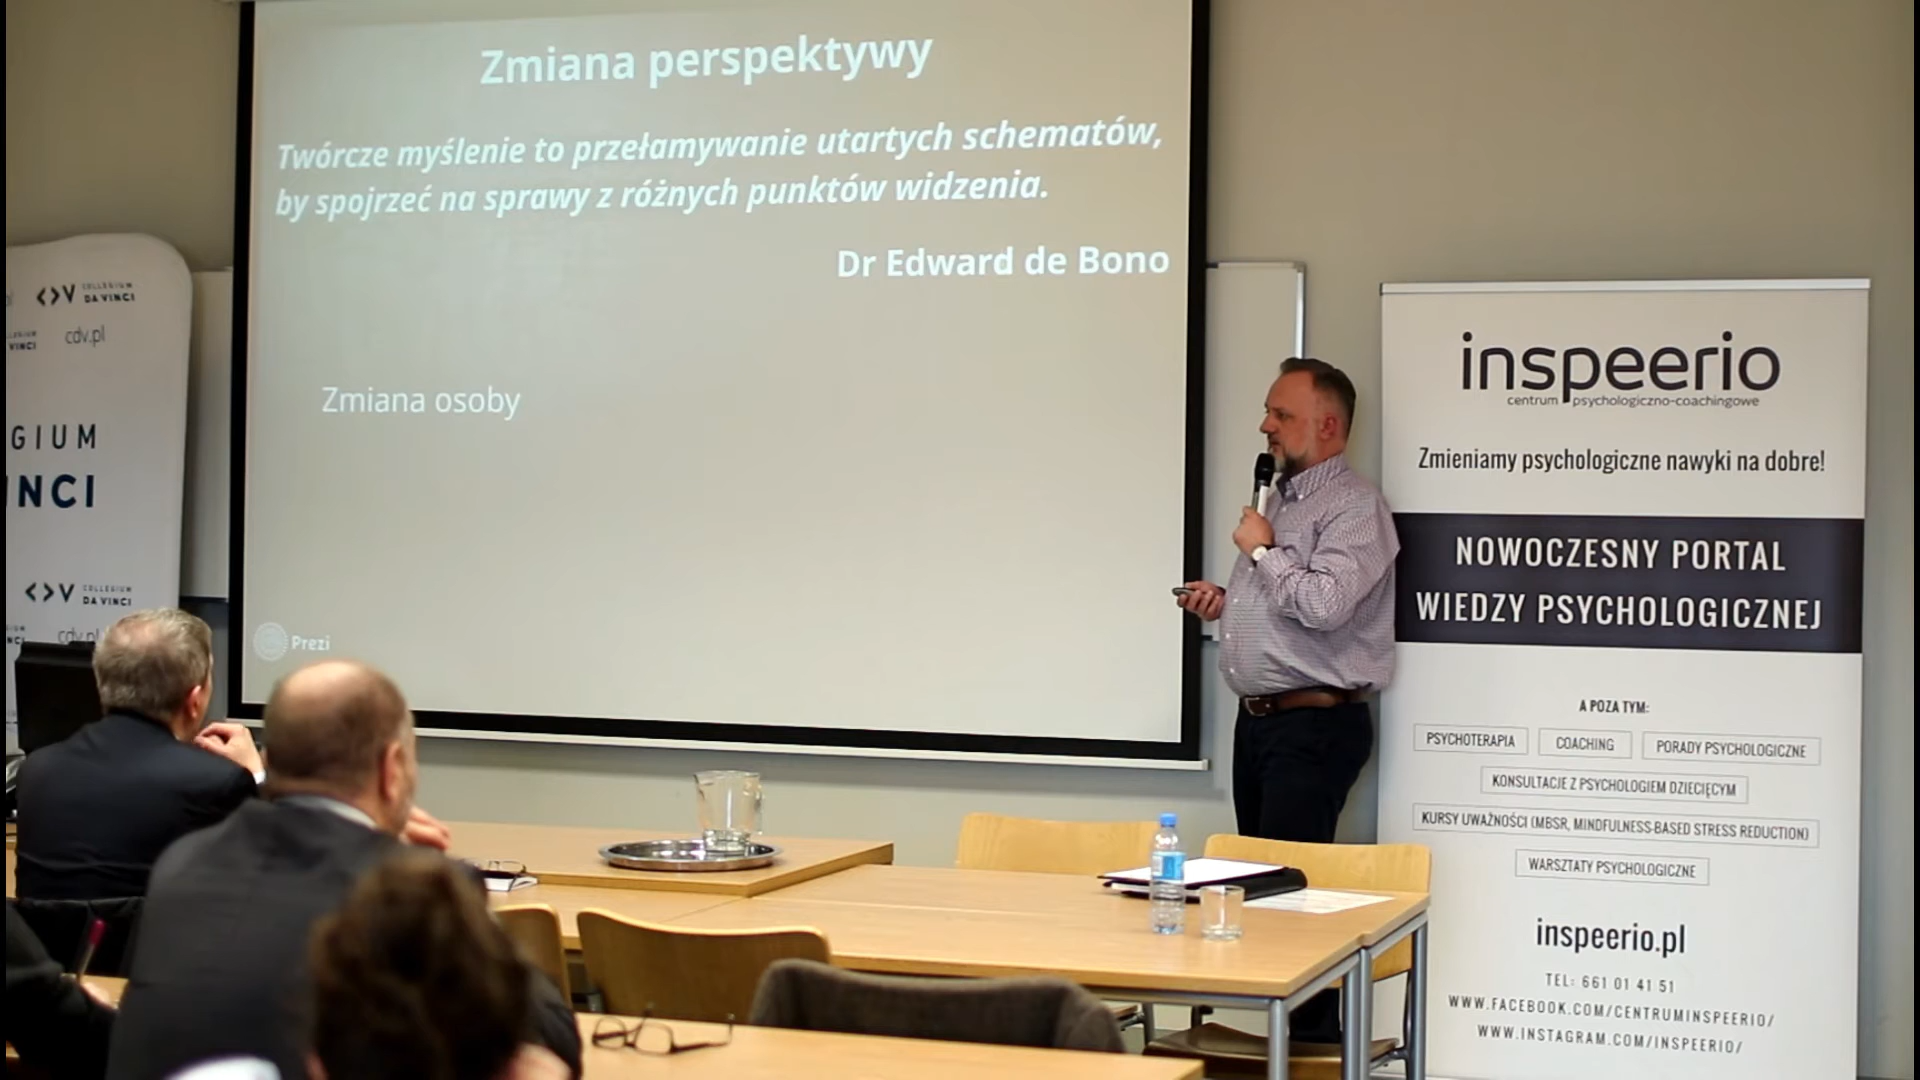 Zmiana perspektywy
Twórcze myślenie to przełamywanie utartych schematów,
by spojrzeć na sprawy z różnych punktów widzenia.
Dr Edward de Bono
Zmiana osoby
Prezi
COLLEGIUM
DA VINCI
cdv.pl
VINCI
GIUM
INCI
COLLEGIUM
DA VINCI
cdv.pl
inspeerio
centrum psychologiczno-coachingowe
Zmieniamy psychologiczne nawyki na dobre!
NOWOCZESNY PORTAL
WIEDZY PSYCHOLOGICZNEJ
A POZA TYM:
PSYCHOTERAPIA COACHING PORADY PSYCHOLOGICZNE
KONSULTACJE Z PSYCHOLOGIEM DZIECIĘCYM
KURSY UWAŻNOŚCI (MBSR, MINDFULNESS-BASED STRESS REDUCTION)
WARSZTATY PSYCHOLOGICZNE
inspeerio.pl
TEL: 661 01 41 51
WWW.FACEBOOK.COM/CENTRUMINSPEERIO/
WWW.INSTAGRAM.COM/INSPEERIO/